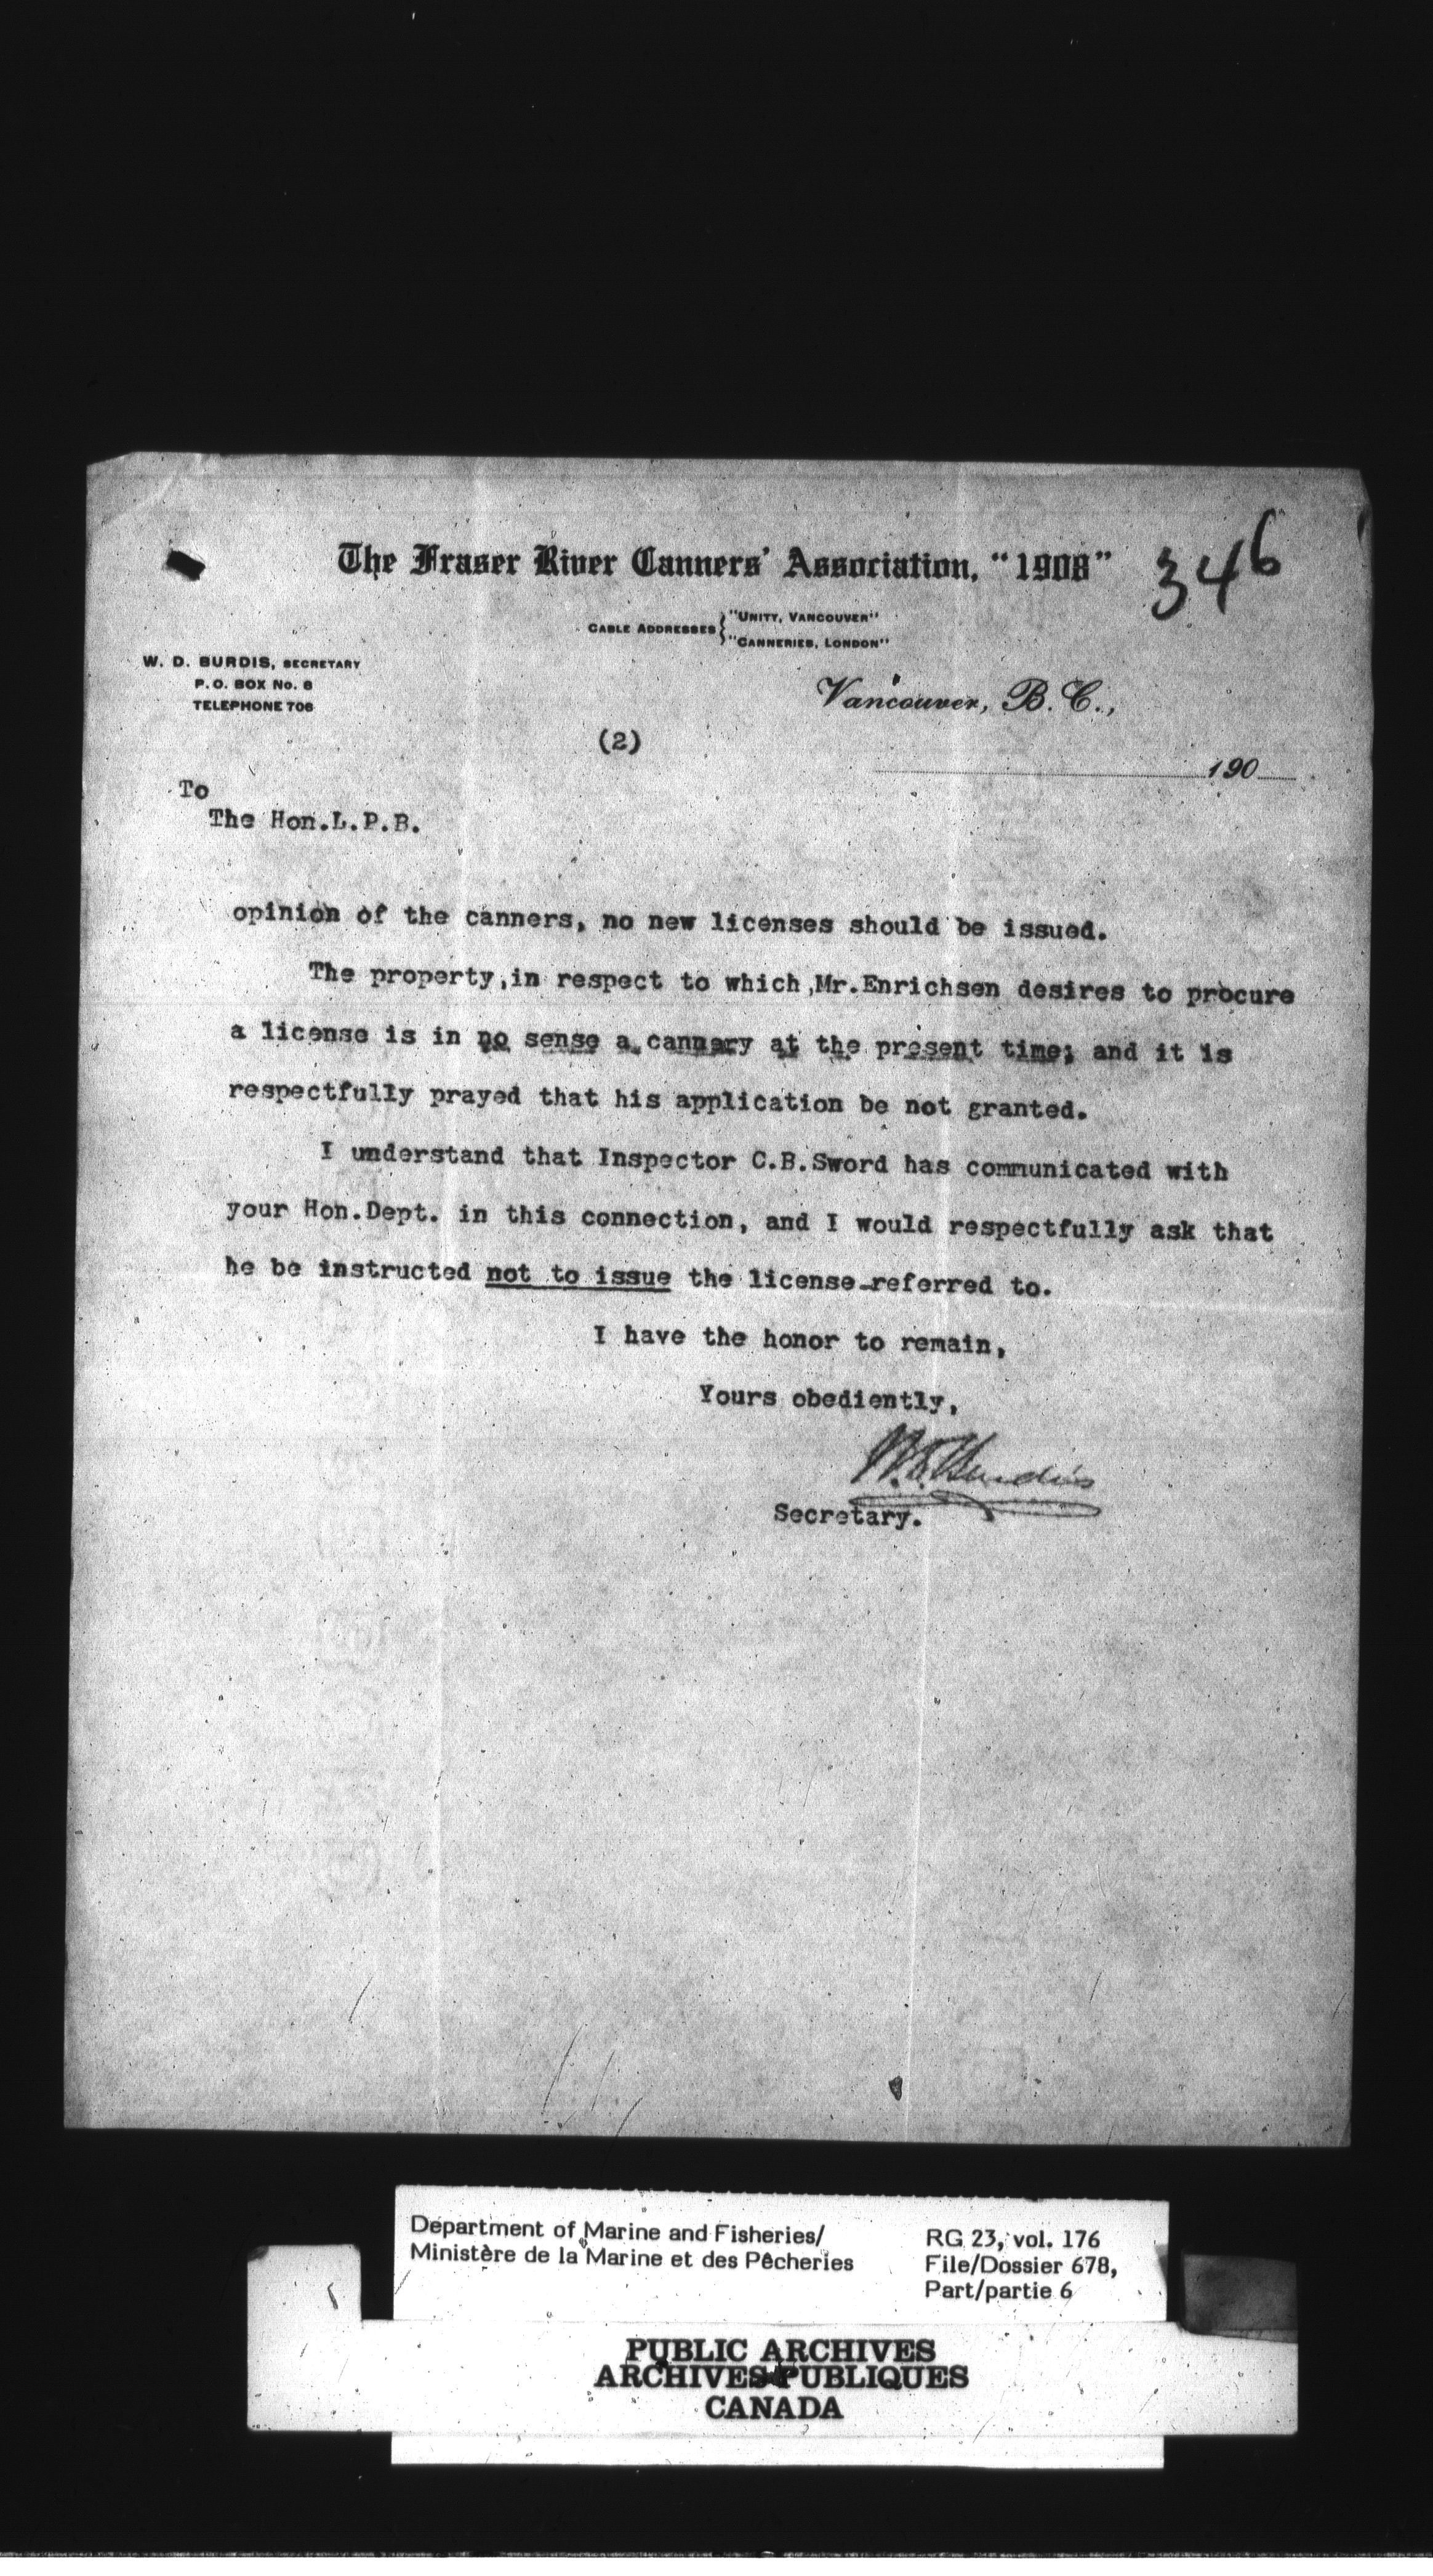 The Fraser River Canners' Association, "1908"
346
CABLE ADDRESSES { "UNITY, VANCOUVER"
"CANNERIES, LONDON"
W. D. BURDIS, SECRETARY
P.O. BOX No. 8
TELEPHONE 706
Vancouver, B.C.,
(2)
190
To
The Hon.L.P.B.
opinion of the canners, no new licenses should be issued.
The property,in respect to which,Mr.Enrichsen desires to procure
a license is in no sense a cannery at the present time; and it is
respectfully prayed that his application be not granted.
I understand that Inspector C.B.Sword has communicated with
your Hon.Dept. in this connection, and I would respectfully ask that
he be instructed not to issue the license referred to.
I have the honor to remain,
Yours obediently,
W.D.Burdis
Secretary.
Department of Marine and Fisheries/
Ministère de la Marine et des Pêcheries
RG 23, vol. 176
File/Dossier 678,
Part/partie 6
PUBLIC ARCHIVES
ARCHIVES PUBLIQUES
CANADA